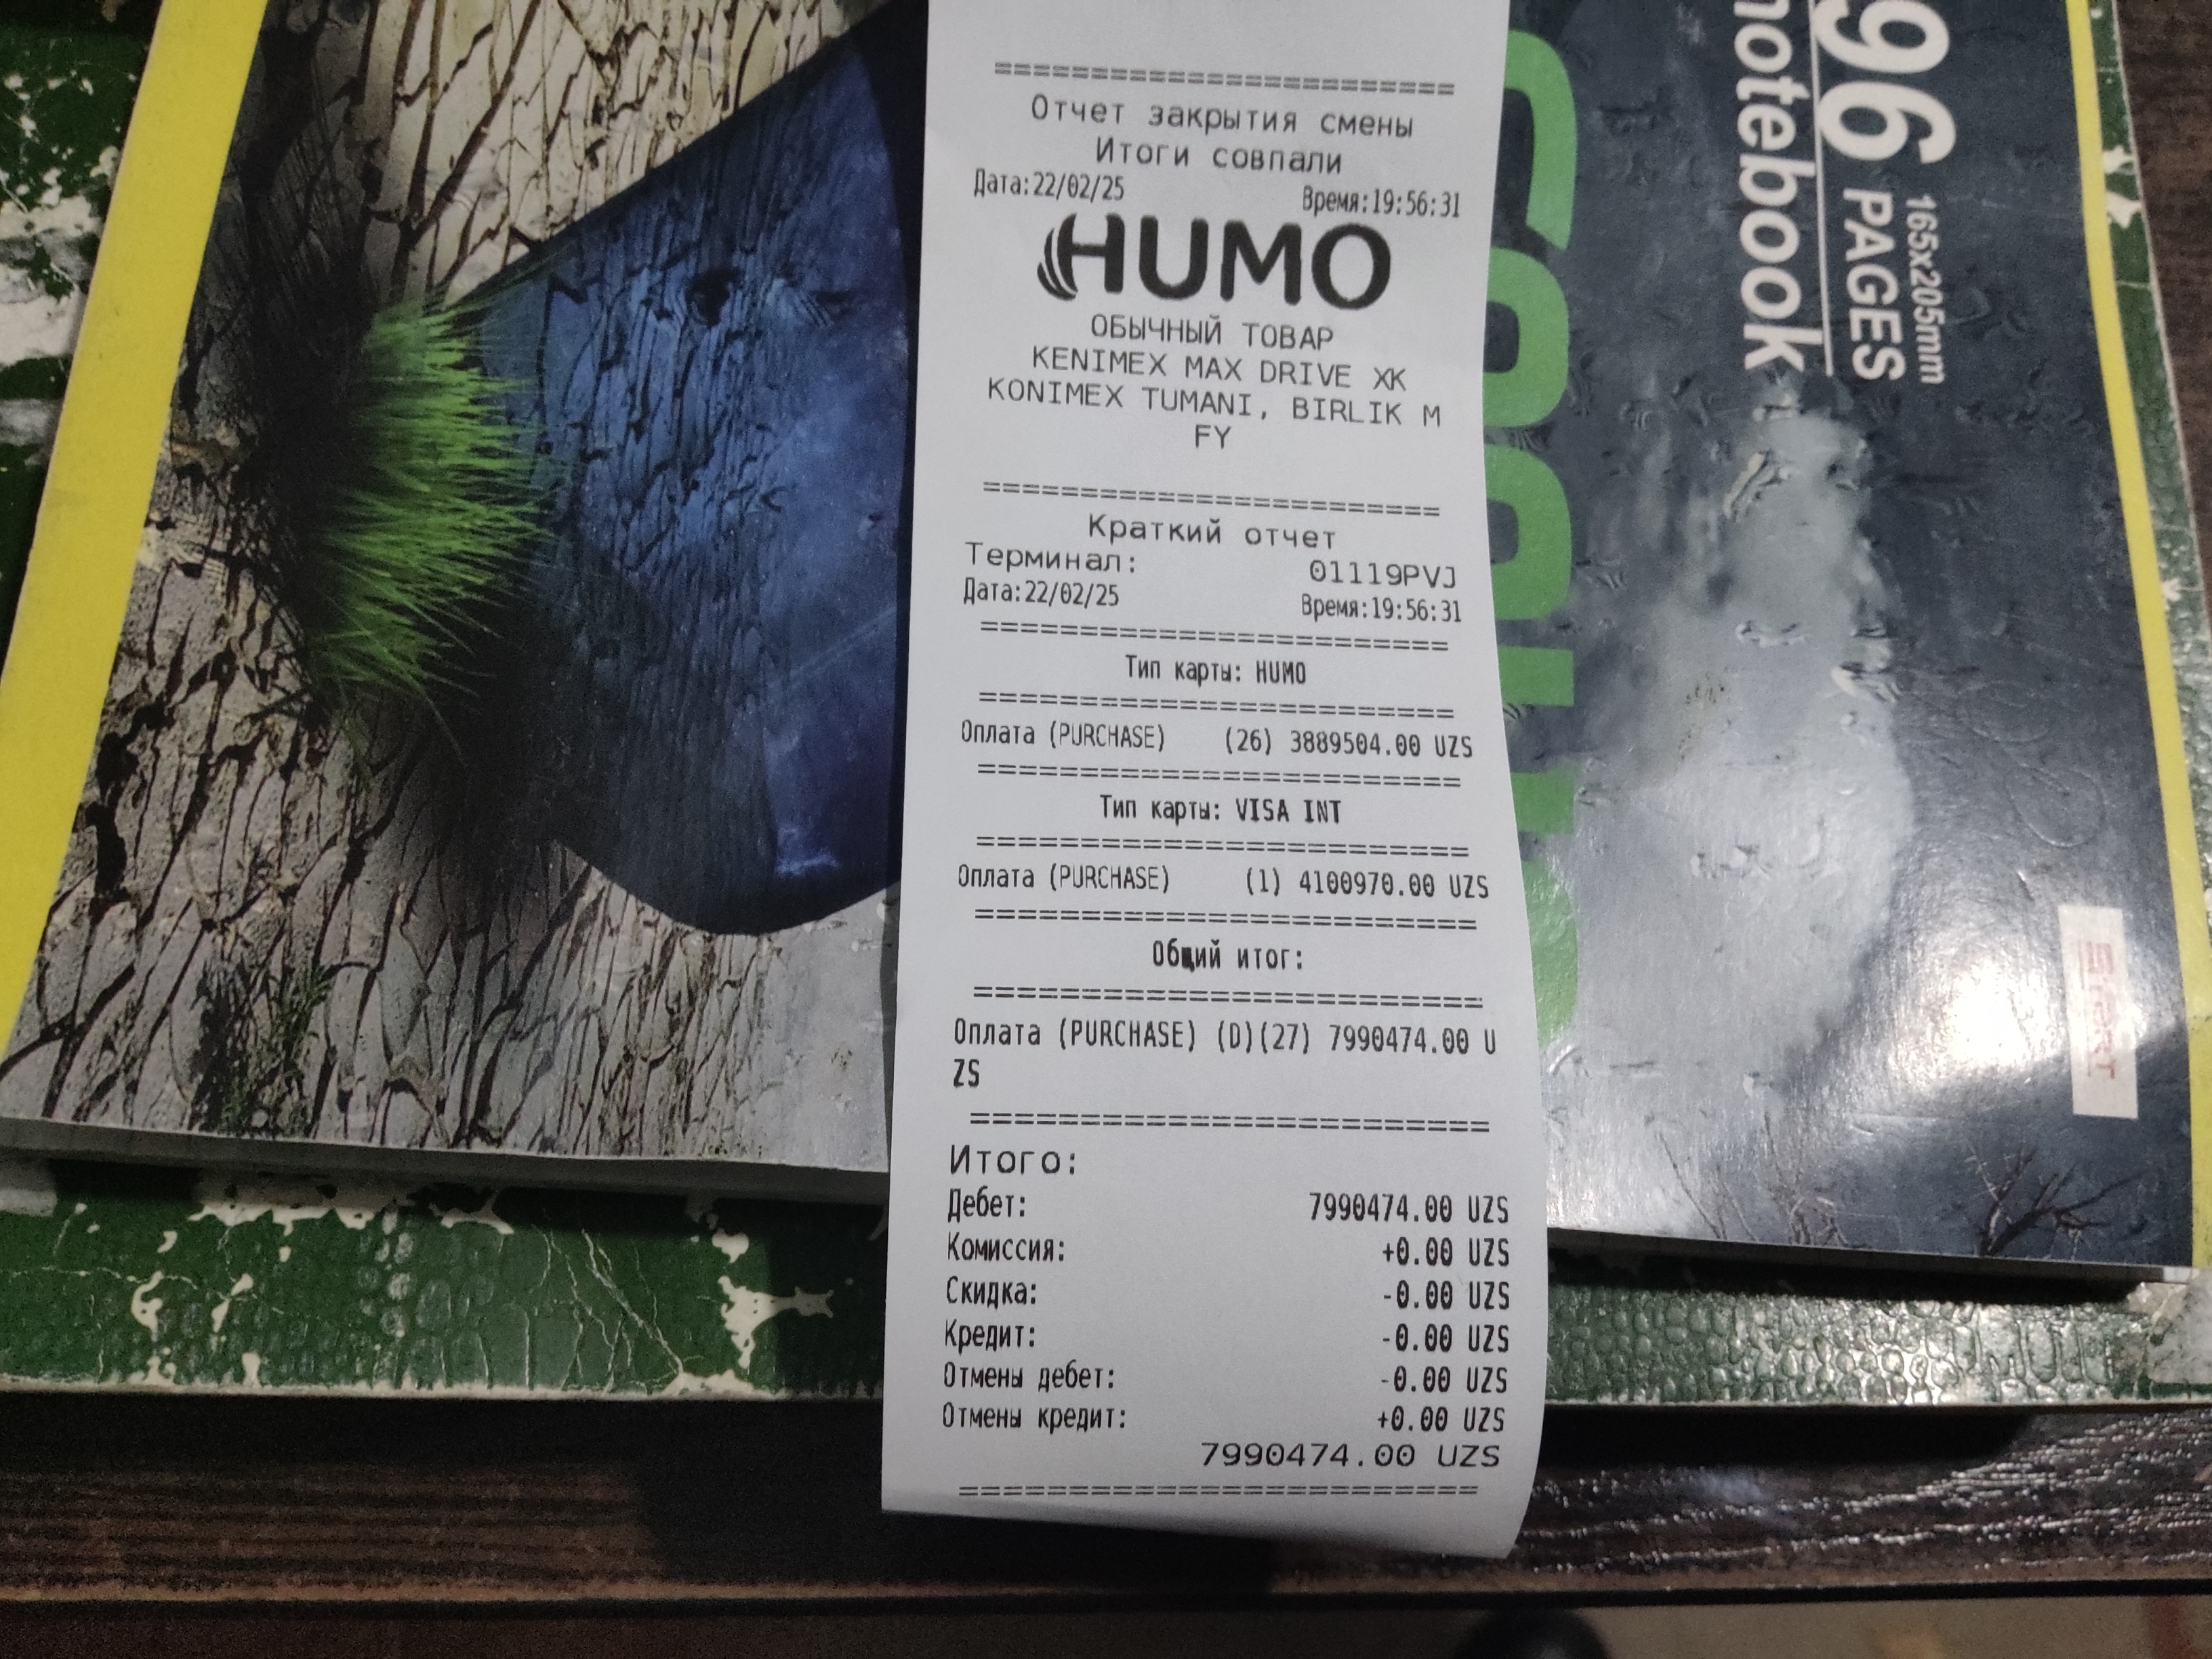 ========================
Отчет закрытия смены
Итоги совпали
Дата:22/02/25 Время:19:56:31
HUMO
ОБЫЧНЫЙ ТОВАР
KENIMEX MAX DRIVE XK
KONIMEX TUMANI, BIRLIK M
FY
========================
Краткий отчет
Терминал: 01119PVJ
Дата:22/02/25 Время:19:56:31
========================
Тип карты: HUMO
========================
Оплата (PURCHASE) (26) 3889504.00 UZS
========================
Тип карты: VISA INT
========================
Оплата (PURCHASE) (1) 4100970.00 UZS
========================
Общий итог:
========================
Оплата (PURCHASE) (D)(27) 7990474.00 U
ZS
========================
Итого:
Дебет: 7990474.00 UZS
Комиссия: +0.00 UZS
Скидка: -0.00 UZS
Кредит: -0.00 UZS
Отмены дебет: -0.00 UZS
Отмены кредит: +0.00 UZS
7990474.00 UZS
========================
96 PAGES
165x205mm
notebook